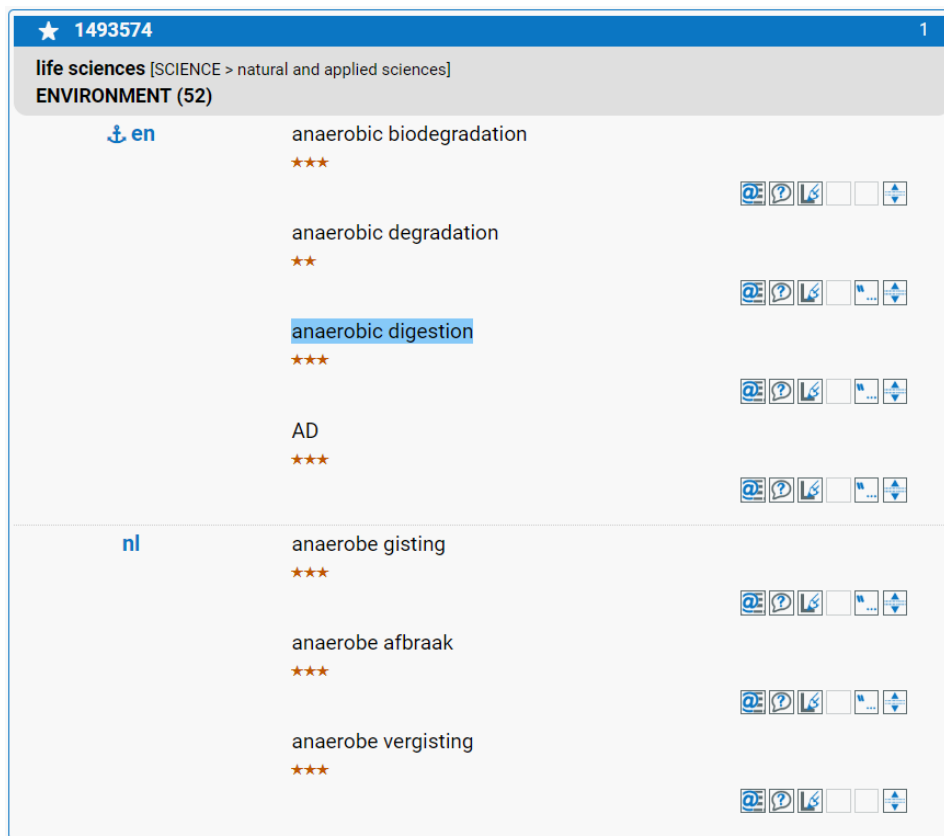 ★ 1493574 1
life sciences [SCIENCE > natural and applied sciences]
ENVIRONMENT (52)
en anaerobic biodegradation
★★★
anaerobic degradation
★★
anaerobic digestion
★★★
AD
★★★
nl anaerobe gisting
★★★
anaerobe afbraak
★★★
anaerobe vergisting
★★★